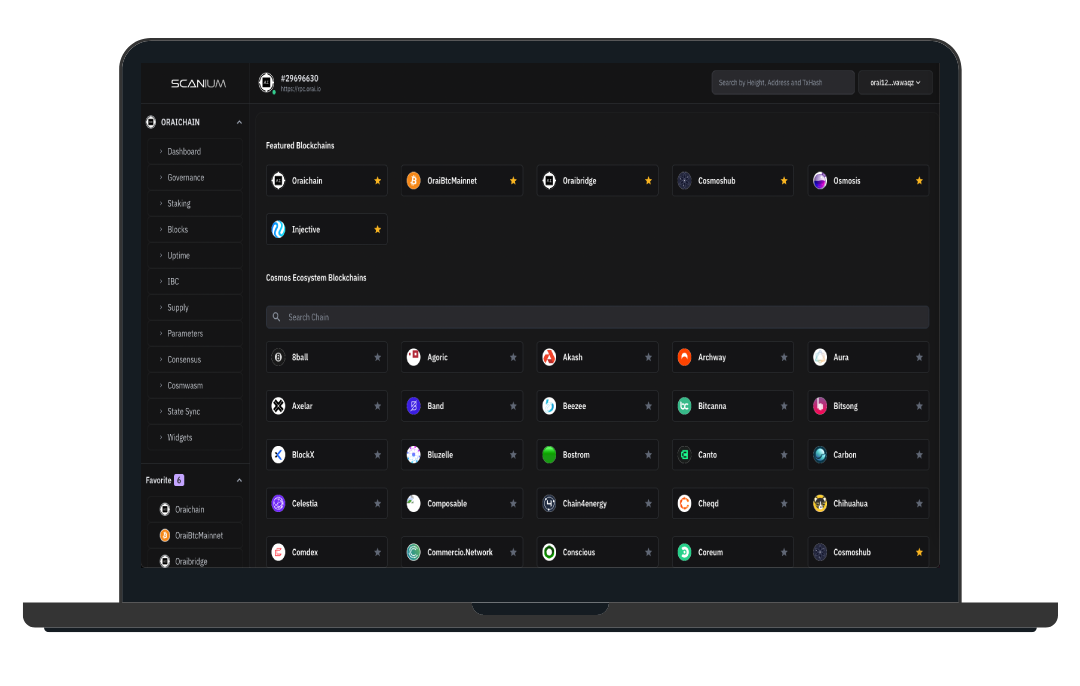 SCANIUM
#29696630
https://rpc.orai.io
Search by Height, Address and TxHash
orai12...vawaqz
ORAICHAIN
Dashboard
Governance
Staking
Blocks
Uptime
IBC
Supply
Parameters
Consensus
Cosmwasm
State Sync
Widgets
Favorite 6
Oraichain
OraiBtcMainnet
Oraibridge
Featured Blockchains
Oraichain
OraiBtcMainnet
Oraibridge
Cosmoshub
Osmosis
Injective
Cosmos Ecosystem Blockchains
Search Chain
8ball
Agoric
Akash
Archway
Aura
Axelar
Band
Beezee
Bitcanna
Bitsong
BlockX
Bluzelle
Bostrom
Canto
Carbon
Celestia
Composable
Chain4energy
Cheqd
Chihuahua
Comdex
Commercio.Network
Conscious
Coreum
Cosmoshub